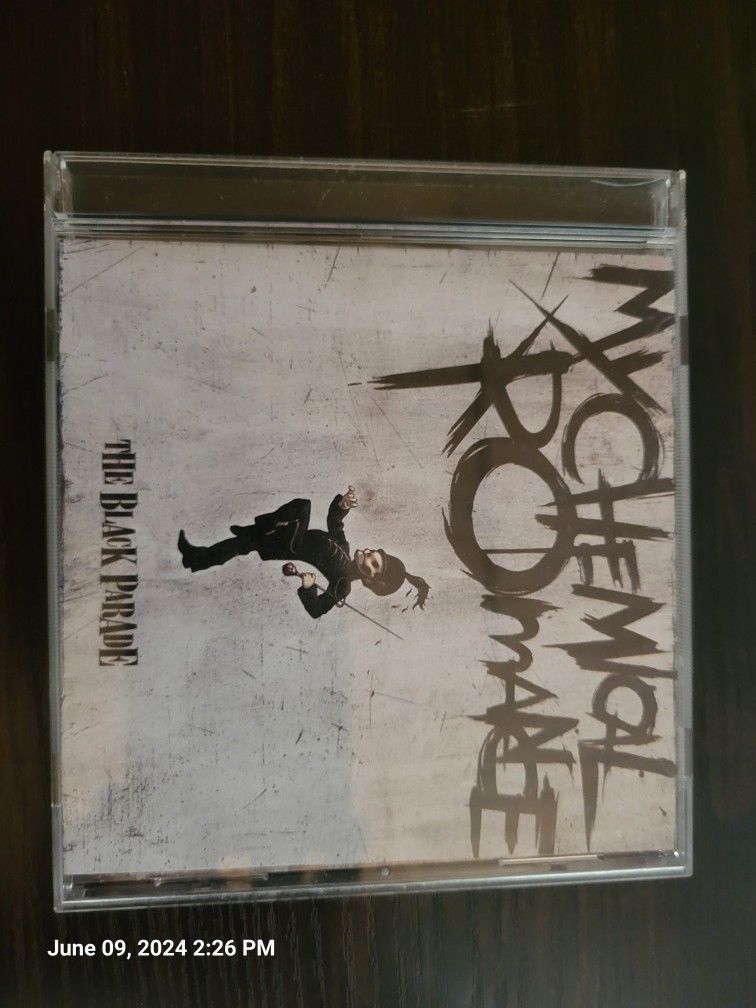 MY CHEMICAL
ROMANCE
THE BLACK PARADE
June 09, 2024 2:26 PM